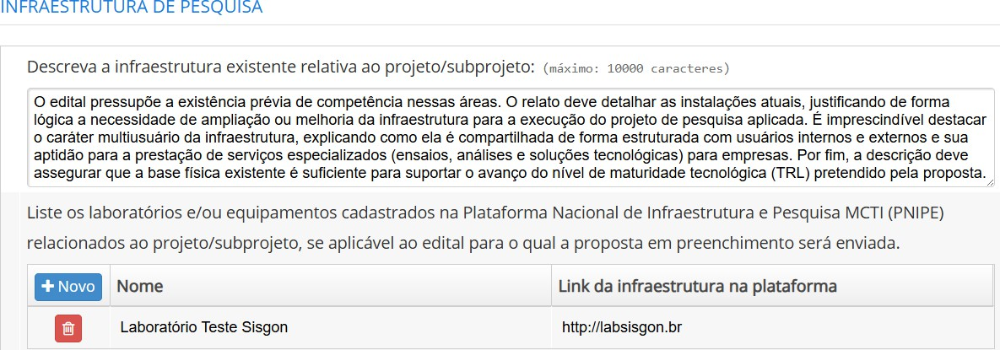 INFRAESTRUTURA DE PESQUISA
Descreva a infraestrutura existente relativa ao projeto/subprojeto: (máximo: 10000 caracteres)
O edital pressupõe a existência prévia de competência nessas áreas. O relato deve detalhar as instalações atuais, justificando de forma
lógica a necessidade de ampliação ou melhoria da infraestrutura para a execução do projeto de pesquisa aplicada. É imprescindível destacar
o caráter multiusuário da infraestrutura, explicando como ela é compartilhada de forma estruturada com usuários internos e externos e sua
aptidão para a prestação de serviços especializados (ensaios, análises e soluções tecnológicas) para empresas. Por fim, a descrição deve
assegurar que a base física existente é suficiente para suportar o avanço do nível de maturidade tecnológica (TRL) pretendido pela proposta.
Liste os laboratórios e/ou equipamentos cadastrados na Plataforma Nacional de Infraestrutura e Pesquisa MCTI (PNIPE)
relacionados ao projeto/subprojeto, se aplicável ao edital para o qual a proposta em preenchimento será enviada.
Novo Nome Link da infraestrutura na plataforma
Laboratório Teste Sisgon http://labsisgon.br